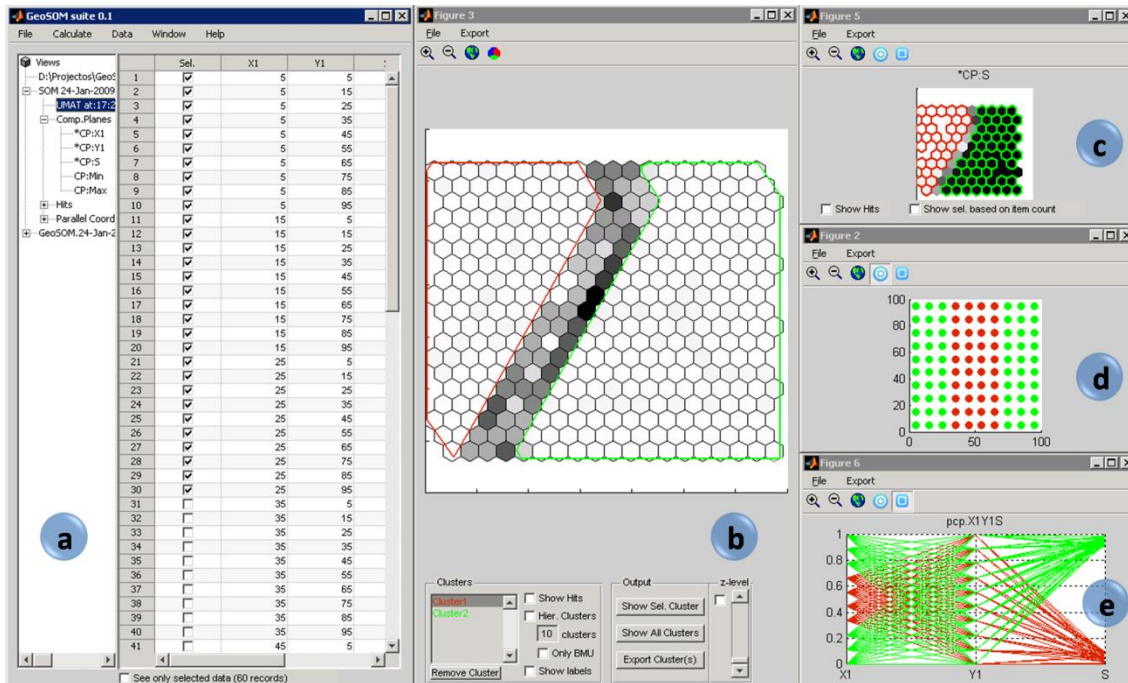 GeoSOM suite 0.1
File Calculate Data Window Help
Views
D:\Projectos\GeoS
SOM 24-Jan-2009
UMAT at:17:2
Comp.Planes
*CP:X1
*CP:Y1
*CP:S
CP:Min
CP:Max
Hits
Parallel Coord
GeoSOM.24-Jan-2
Sel. X1 Y1
1 5 5
2 5 15
3 5 25
4 5 35
5 5 45
6 5 55
7 5 65
8 5 75
9 5 85
10 5 95
11 15 5
12 15 15
13 15 25
14 15 35
15 15 45
16 15 55
17 15 65
18 15 75
19 15 85
20 15 95
21 25 5
22 25 15
23 25 25
24 25 35
25 25 45
26 25 55
27 25 65
28 25 75
29 25 85
30 25 95
31 35 5
32 35 15
33 35 25
34 35 35
35 35 45
36 35 55
37 35 65
38 35 75
39 35 85
40 35 95
41 45 5
a
See only selected data (60 records)
Figure 3
File Export
b
Clusters
Cluster1
Cluster2
Remove Cluster
Show Hits
Hier. Clusters
10 clusters
Only BMU
Show labels
Output
Show Sel. Cluster
Show All Clusters
Export Cluster(s)
z-level
Figure 5
File Export
*CP:S
c
Show Hits Show sel. based on item count
Figure 2
File Export
100
80
60
40
20
0
0 50 100
d
Figure 6
File Export
pcp.X1Y1S
1
0.8
0.6
0.4
0.2
0
X1 Y1 S
e